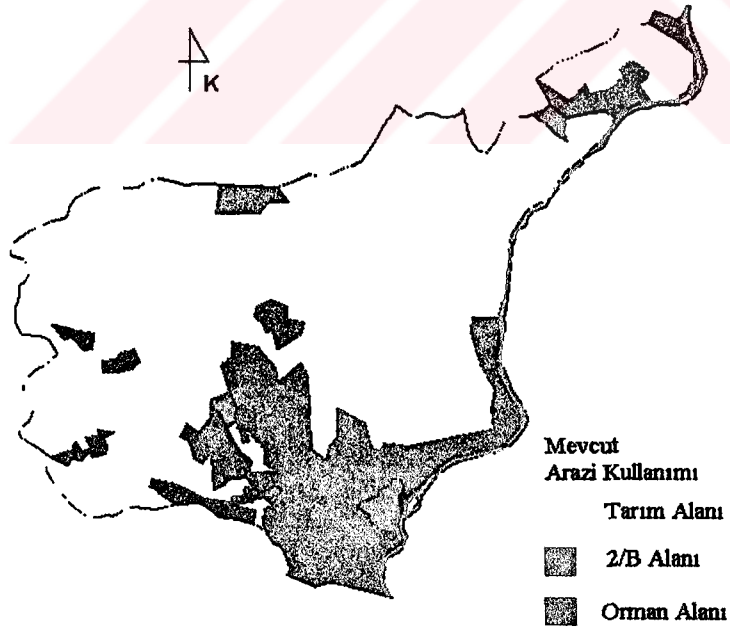 K
Mevcut
Arazi Kullanımı
Tarım Alanı
2/B Alanı
Orman Alanı